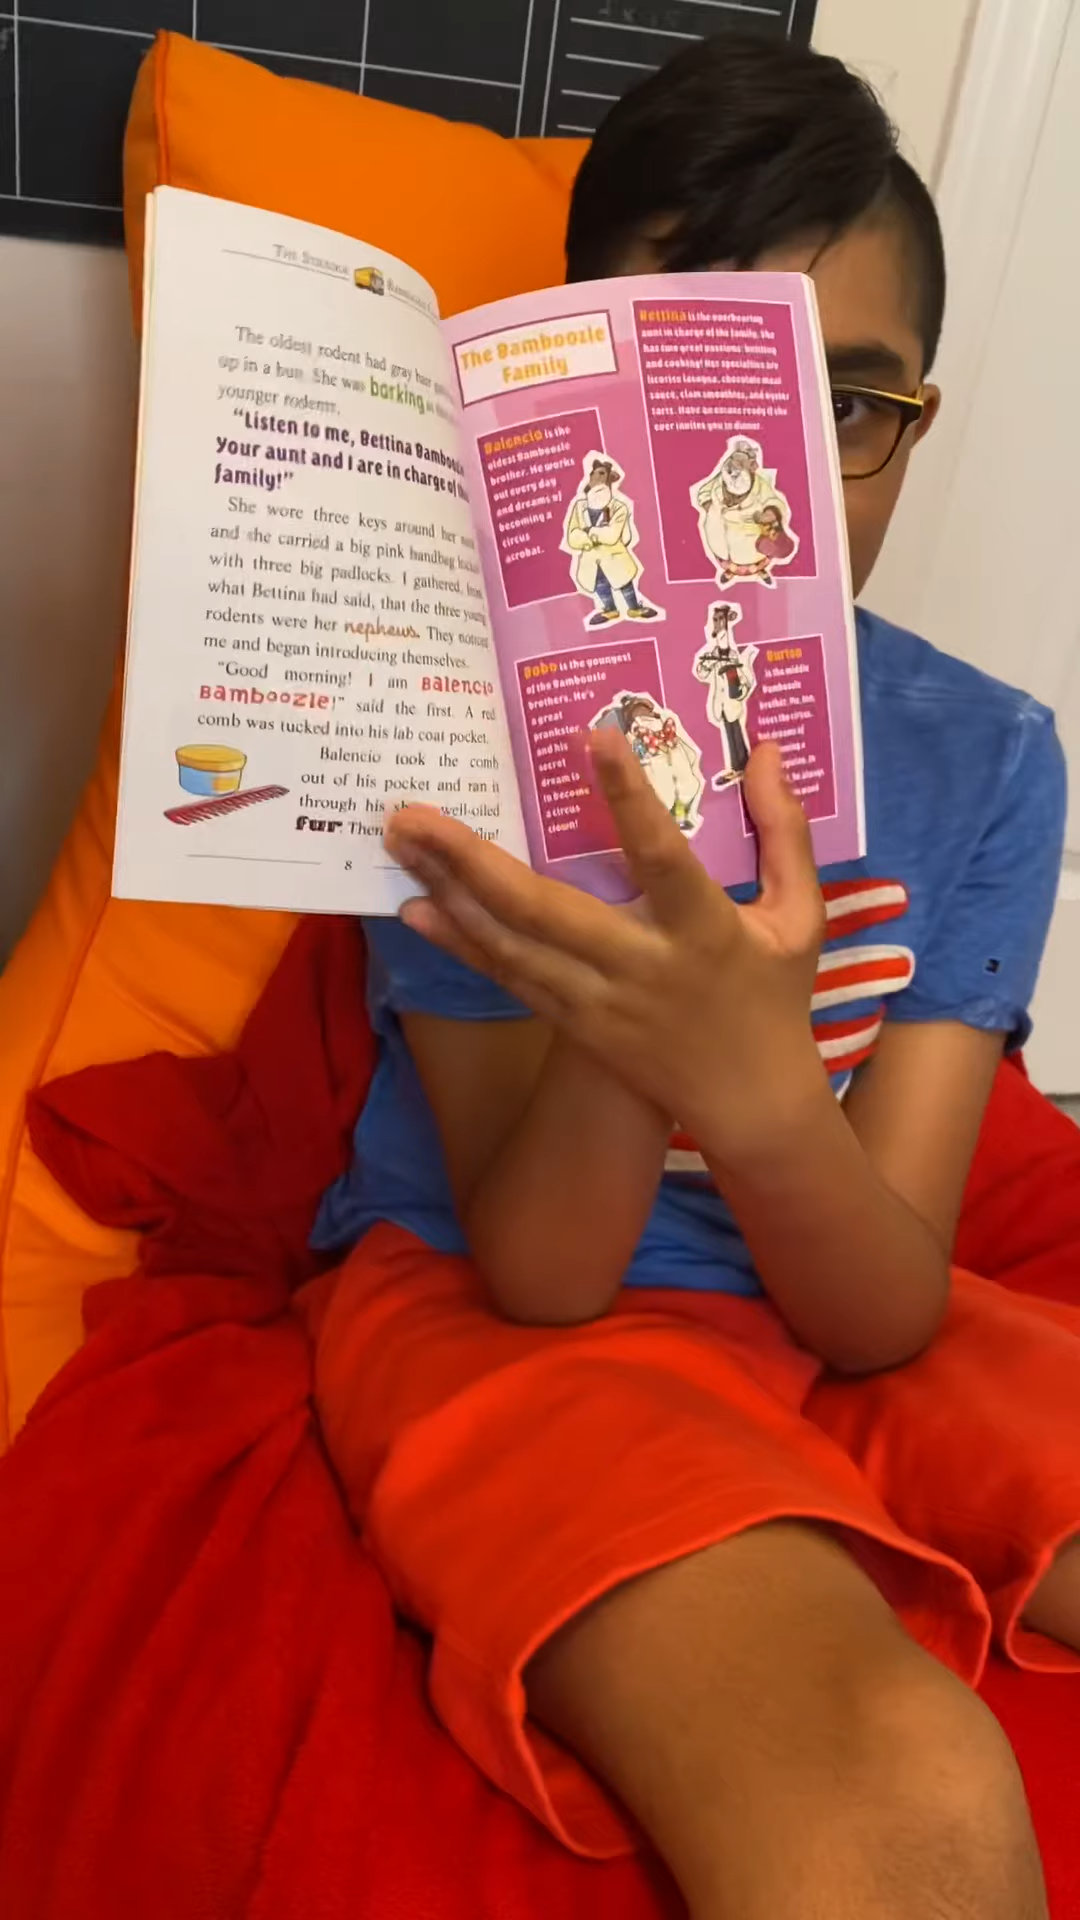 The Strange
The oldest rodent had gray hair
up in a bun. She was barking
younger rodents.
"Listen to me, Bettina
your aunt and I are in charge of
family!"
She wore three keys around her
and she carried a big pink handbag
with three big padlocks. I gathered,
what Bettina had said, that the three
rodents were her nephews. They
me and began introducing themselves.
"Good morning! I am Balencio
Bamboozle!" said the first. A red
comb was tucked into his lab coat pocket.
Balencio took the comb
out of his pocket and ran it
through his well-oiled
fur. Then
8
The Bamboozle
Family
Balencio is the
oldest Bamboozle
brother. He works
out every day
and dreams of
becoming a
circus
acrobat.
Bettina is the overbearing
aunt in charge of the family. She
has two great passions: knitting
and cooking! Her specialties are
licorice lasagna, chocolate meat
sauce, clam smoothies, and oyster
tarts. Have an excuse ready if she
ever invites you to dinner.
Bobo is the youngest
of the Bamboozle
brothers. He's
a great
prankster,
and his
secret
dream is
to become
a circus
clown!
Burton
is the middle
Bamboozle
brother. He, too,
loves the circus.